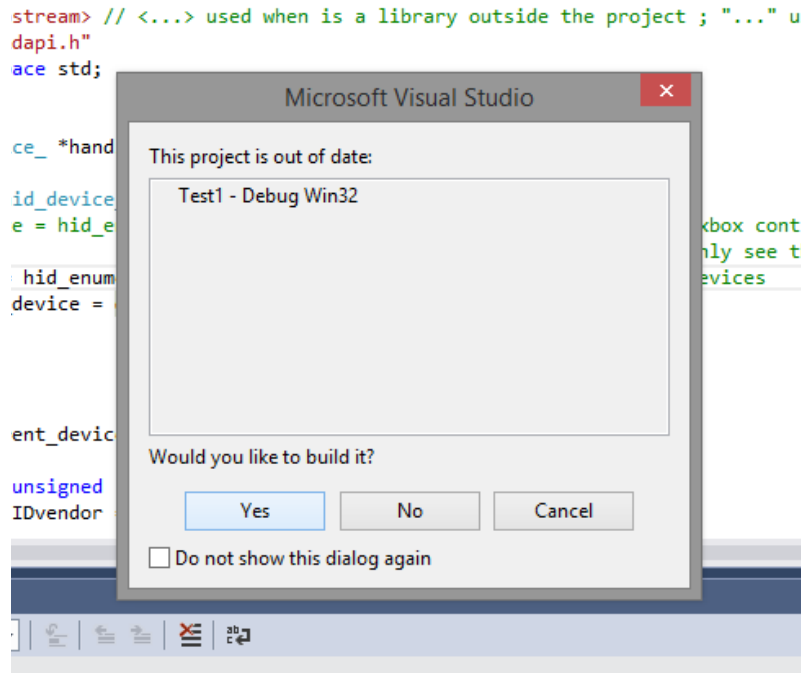 stream> // <...> used when is a library outside the project ; "..." u
dapi.h"
ace std;
Microsoft Visual Studio
ce_ *hand
This project is out of date:
Test1 - Debug Win32
id_device_
e = hid_e
xbox cont
nly see t
hid_enum
evices
device =
ent_devic
Would you like to build it?
unsigned
IDvendor
Yes
No
Cancel
Do not show this dialog again